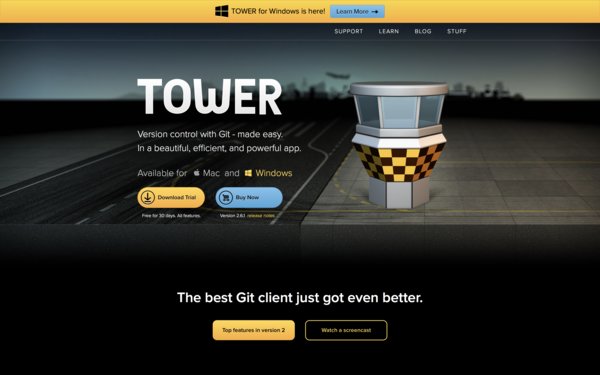 TOWER for Windows is here! Learn More
SUPPORT LEARN BLOG STUFF
TOWER
Version control with Git - made easy.
In a beautiful, efficient, and powerful app.
Available for Mac and Windows
Download Trial Buy Now
Free for 30 days. All features. Version 2.6.1 release notes
The best Git client just got even better.
Top features in version 2 Watch a screencast